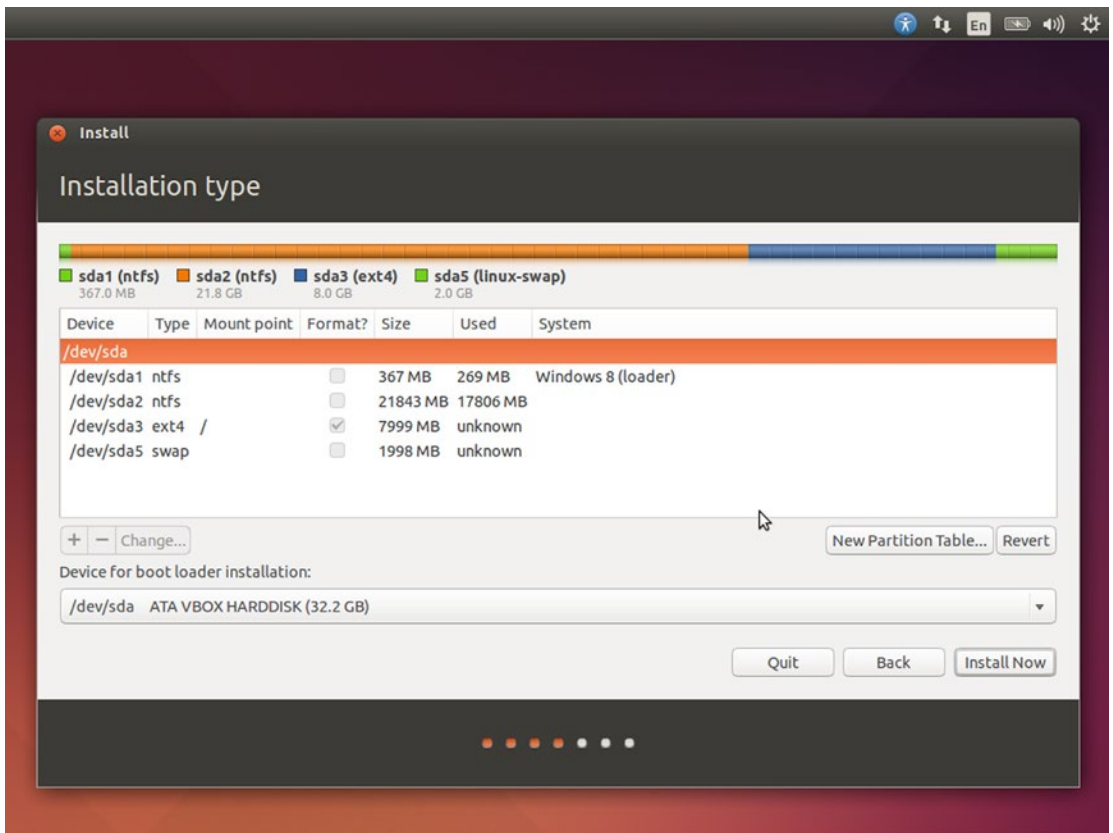 En
Install
Installation type
sda1 (ntfs) sda2 (ntfs) sda3 (ext4) sda5 (linux-swap)
367.0 MB 21.8 GB 8.0 GB 2.0 GB
Device Type Mount point Format? Size Used System
/dev/sda
/dev/sda1 ntfs 367 MB 269 MB Windows 8 (loader)
/dev/sda2 ntfs 21843 MB 17806 MB
/dev/sda3 ext4 / 7999 MB unknown
/dev/sda5 swap 1998 MB unknown
+ − Change... New Partition Table... Revert
Device for boot loader installation:
/dev/sda ATA VBOX HARDDISK (32.2 GB)
Quit Back Install Now